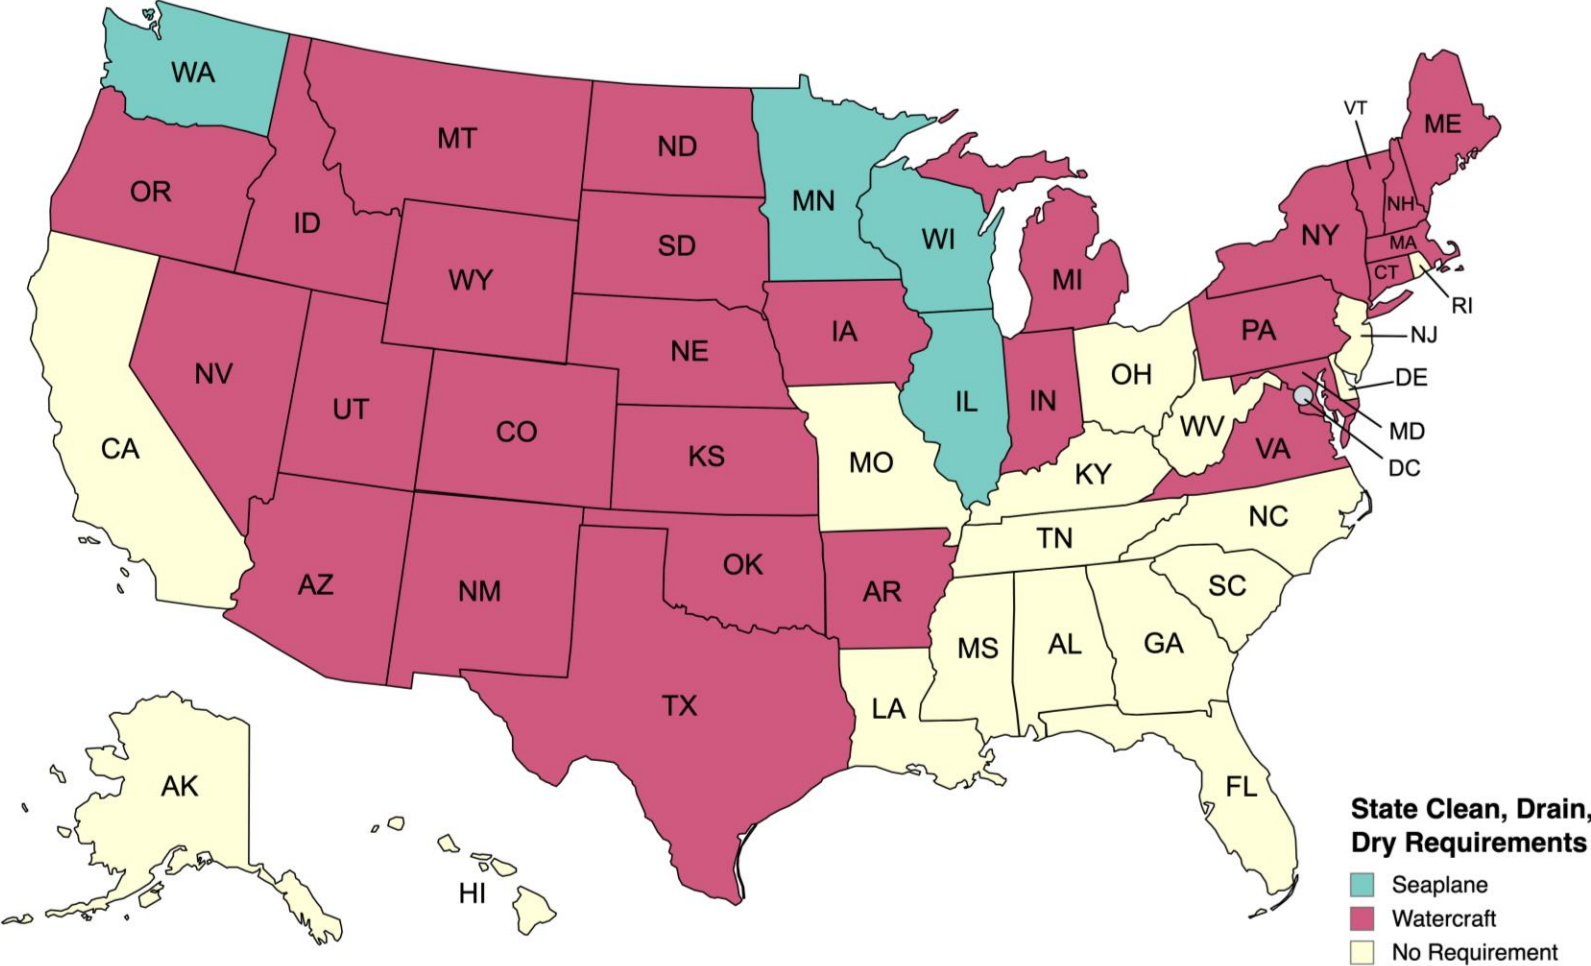 WA
MT
ND
MN
OR
ID
WY
SD
WI
MI
VT
ME
NH
NY
MA
CT
RI
NV
UT
CO
NE
IA
IL
IN
OH
PA
NJ
DE
MD
DC
CA
KS
MO
KY
WV
VA
AZ
NM
OK
AR
TN
NC
SC
TX
LA
MS
AL
GA
FL
AK
HI
State Clean, Drain,
Dry Requirements
Seaplane
Watercraft
No Requirement